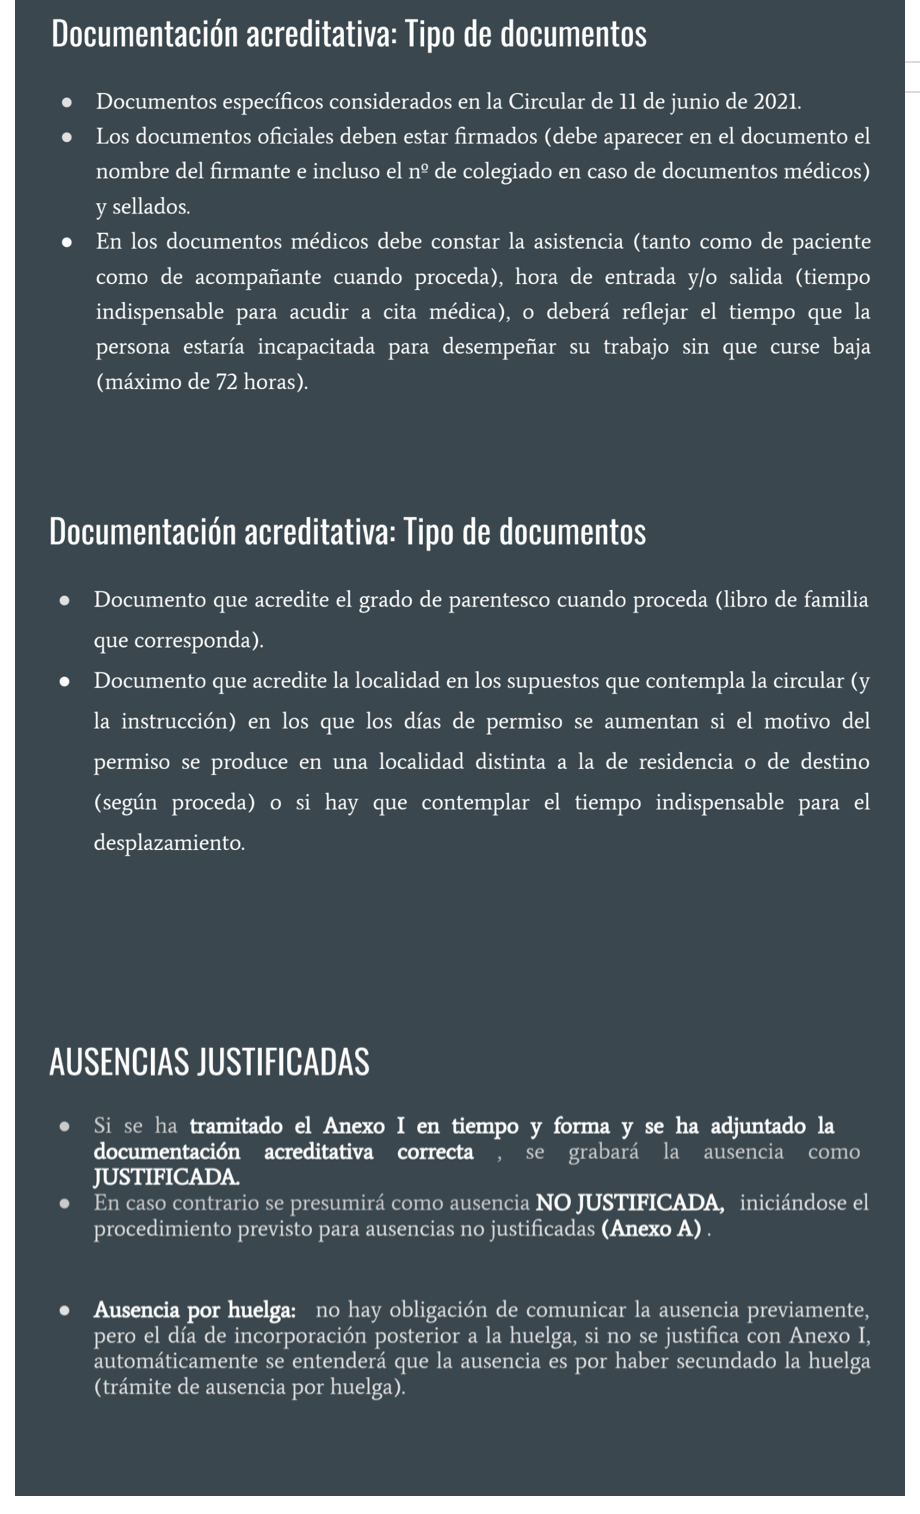 Documentación acreditativa: Tipo de documentos
● Documentos específicos considerados en la Circular de 11 de junio de 2021.
● Los documentos oficiales deben estar firmados (debe aparecer en el documento el
nombre del firmante e incluso el nº de colegiado en caso de documentos médicos)
y sellados.
● En los documentos médicos debe constar la asistencia (tanto como de paciente
como de acompañante cuando proceda), hora de entrada y/o salida (tiempo
indispensable para acudir a cita médica), o deberá reflejar el tiempo que la
persona estaría incapacitada para desempeñar su trabajo sin que curse baja
(máximo de 72 horas).
Documentación acreditativa: Tipo de documentos
● Documento que acredite el grado de parentesco cuando proceda (libro de familia
que corresponda).
● Documento que acredite la localidad en los supuestos que contempla la circular (y
la instrucción) en los que los días de permiso se aumentan si el motivo del
permiso se produce en una localidad distinta a la de residencia o de destino
(según proceda) o si hay que contemplar el tiempo indispensable para el
desplazamiento.
AUSENCIAS JUSTIFICADAS
● Si se ha tramitado el Anexo I en tiempo y forma y se ha adjuntado la
documentación acreditativa correcta , se grabará la ausencia como
JUSTIFICADA.
● En caso contrario se presumirá como ausencia NO JUSTIFICADA, iniciándose el
procedimiento previsto para ausencias no justificadas (Anexo A) .
● Ausencia por huelga: no hay obligación de comunicar la ausencia previamente,
pero el día de incorporación posterior a la huelga, si no se justifica con Anexo I,
automáticamente se entenderá que la ausencia es por haber secundado la huelga
(trámite de ausencia por huelga).